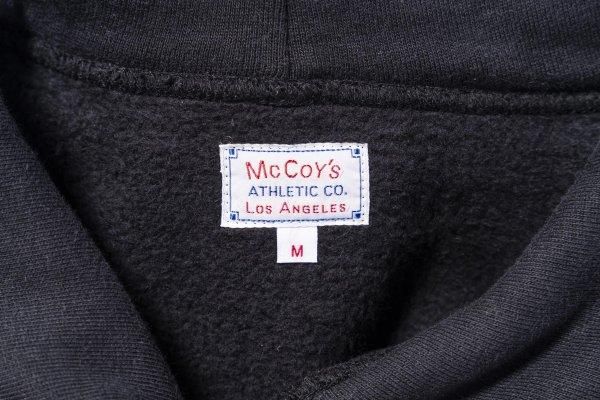 McCoy's
ATHLETIC CO.
LOS ANGELES
M